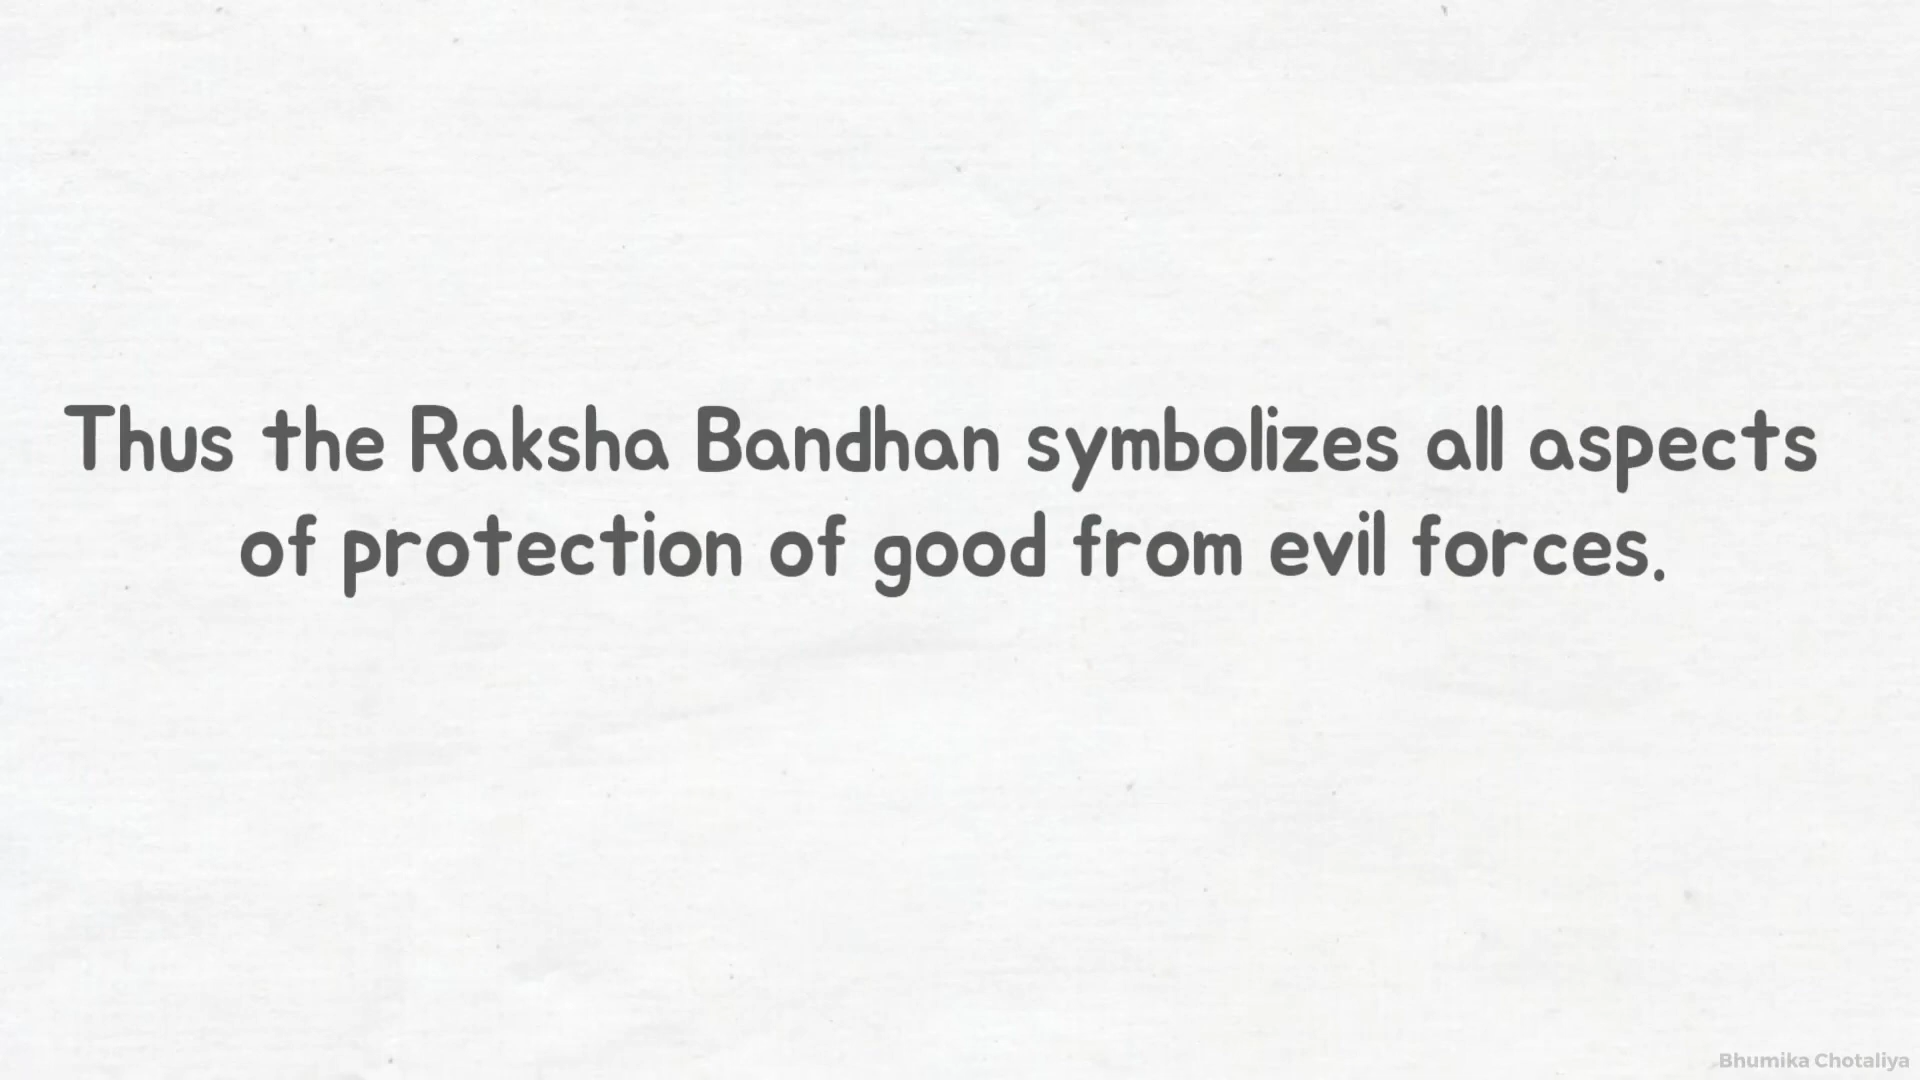 Thus the Raksha Bandhan symbolizes all aspects
of protection of good from evil forces.
Bhumika Chotaliya